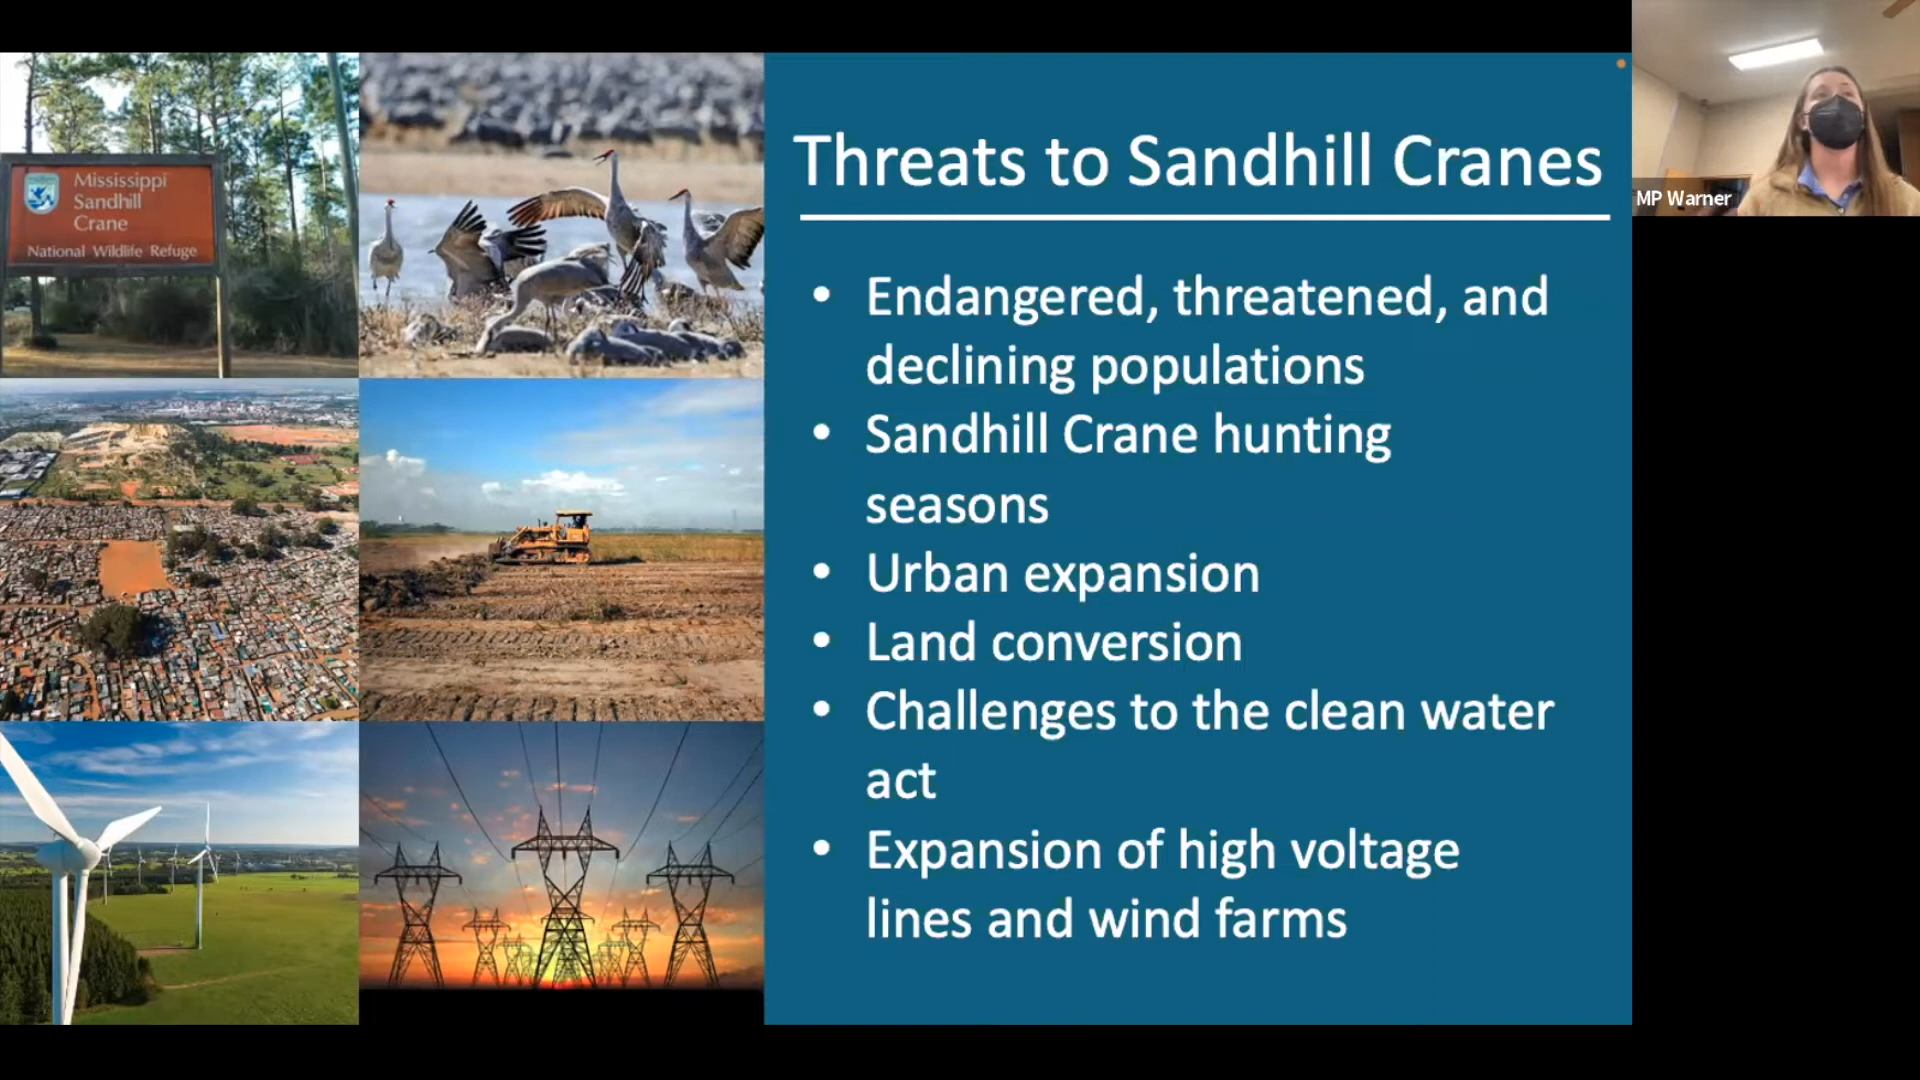 Mississippi
Sandhill
Crane
National Wildlife Refuge
Threats to Sandhill Cranes
• Endangered, threatened, and
declining populations
• Sandhill Crane hunting
seasons
• Urban expansion
• Land conversion
• Challenges to the clean water
act
• Expansion of high voltage
lines and wind farms
MP Warner